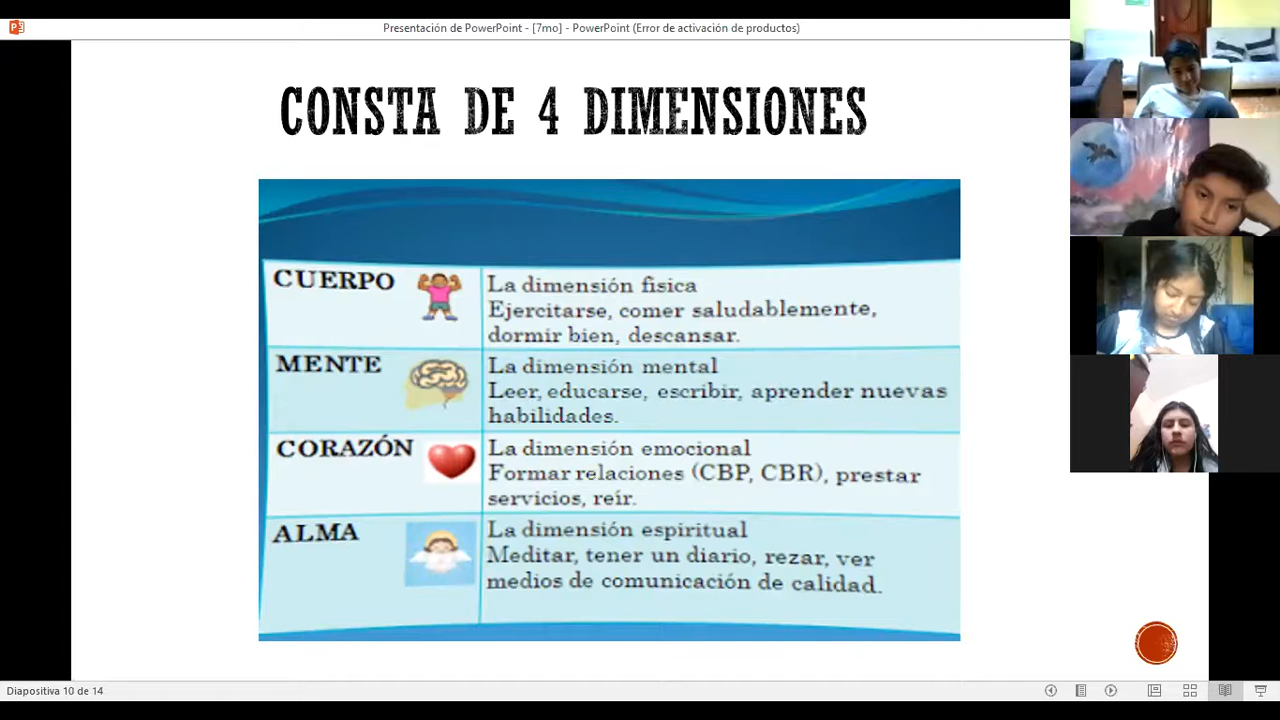 Presentación de PowerPoint - [7mo] - PowerPoint (Error de activación de productos)
CONSTA DE 4 DIMENSIONES
CUERPO
La dimensión física
Ejercitarse, comer saludablemente,
dormir bien, descansar.
MENTE
La dimensión mental
Leer, educarse, escribir, aprender nuevas
habilidades.
CORAZÓN
La dimensión emocional
Formar relaciones (CBP, CBR), prestar
servicios, reír.
ALMA
La dimensión espiritual
Meditar, tener un diario, rezar, ver
medios de comunicación de calidad.
Diapositiva 10 de 14